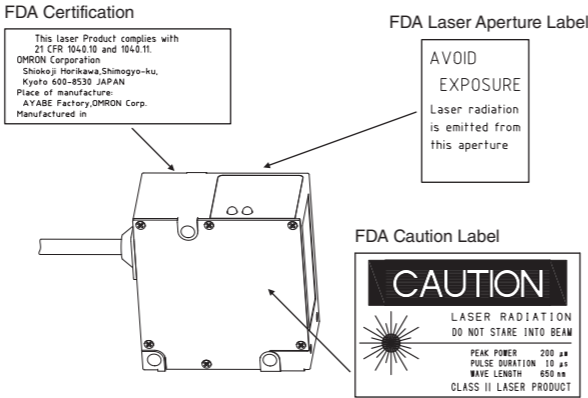 FDA Certification
This laser Product complies with
21 CFR 1040.10 and 1040.11.
OMRON Corporation
Shiokoji Horikawa,Shimogyo-ku,
Kyoto 600-8530 JAPAN
Place of manufacture:
AYABE Factory,OMRON Corp.
Manufactured in
FDA Laser Aperture Label
AVOID
EXPOSURE
Laser radiation
is emitted from
this aperture
FDA Caution Label
CAUTION
LASER RADIATION
DO NOT STARE INTO BEAM
PEAK POWER 200 μW
PULSE DURATION 10 μs
WAVE LENGTH 650 nm
CLASS II LASER PRODUCT